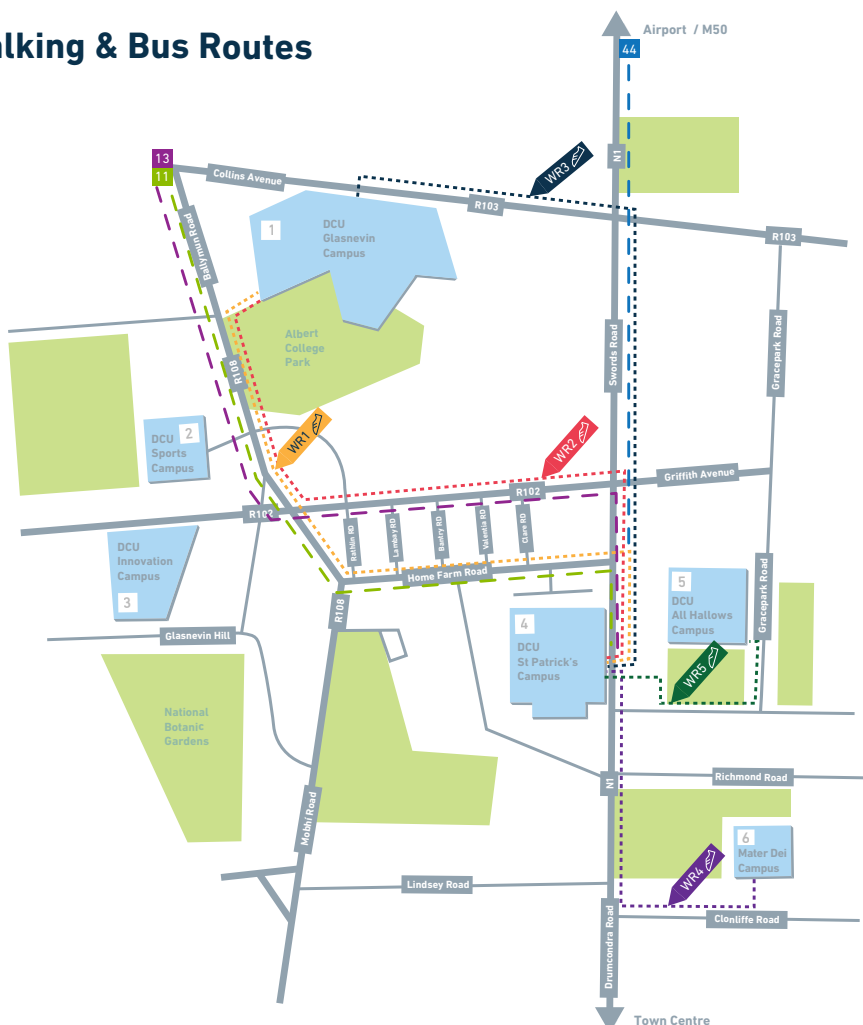 alking & Bus Routes
Airport / M50
44
13
11
Collins Avenue
WR3
N1
R103
R103
Ballymun Road
1
DCU
Glasnevin
Campus
Albert
College
Park
R108
Swords Road
Gracepark Road
2
DCU
Sports
Campus
WR1
WR2
Griffith Avenue
R102
R102
Rathlin RD
Lambay RD
Bantry RD
Valentia RD
Clare RD
DCU
Innovation
Campus
3
Home Farm Road
R108
Glasnevin Hill
4
DCU
St Patrick's
Campus
5
DCU
All Hallows
Campus
Gracepark Road
WR5
National
Botanic
Gardens
N1
Richmond Road
Mobhi Road
6
Mater Dei
Campus
WR4
Lindsey Road
Drumcondra Road
Clonliffe Road
Town Centre